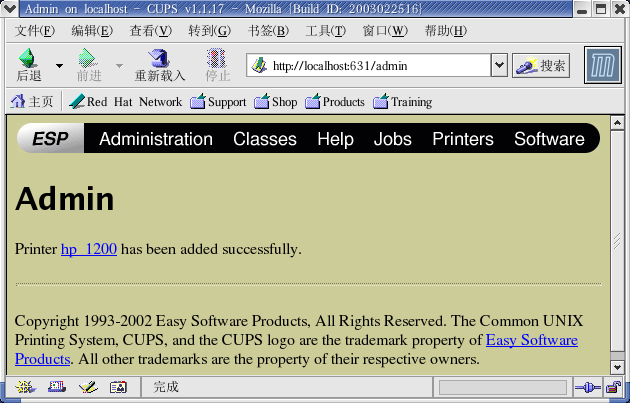 Admin on localhost - CUPS v1.1.17 - Mozilla {Build ID: 2003022516}
文件(F) 编辑(E) 查看(V) 转到(G) 书签(B) 工具(T) 窗口(W) 帮助(H)
后退 前进 重新载入 停止 http://localhost:631/admin 搜索
主页 Red Hat Network Support Shop Products Training
ESP Administration Classes Help Jobs Printers Software
Admin
Printer hp_1200 has been added successfully.
Copyright 1993-2002 Easy Software Products, All Rights Reserved. The Common UNIX
Printing System, CUPS, and the CUPS logo are the trademark property of Easy Software
Products. All other trademarks are the property of their respective owners.
完成